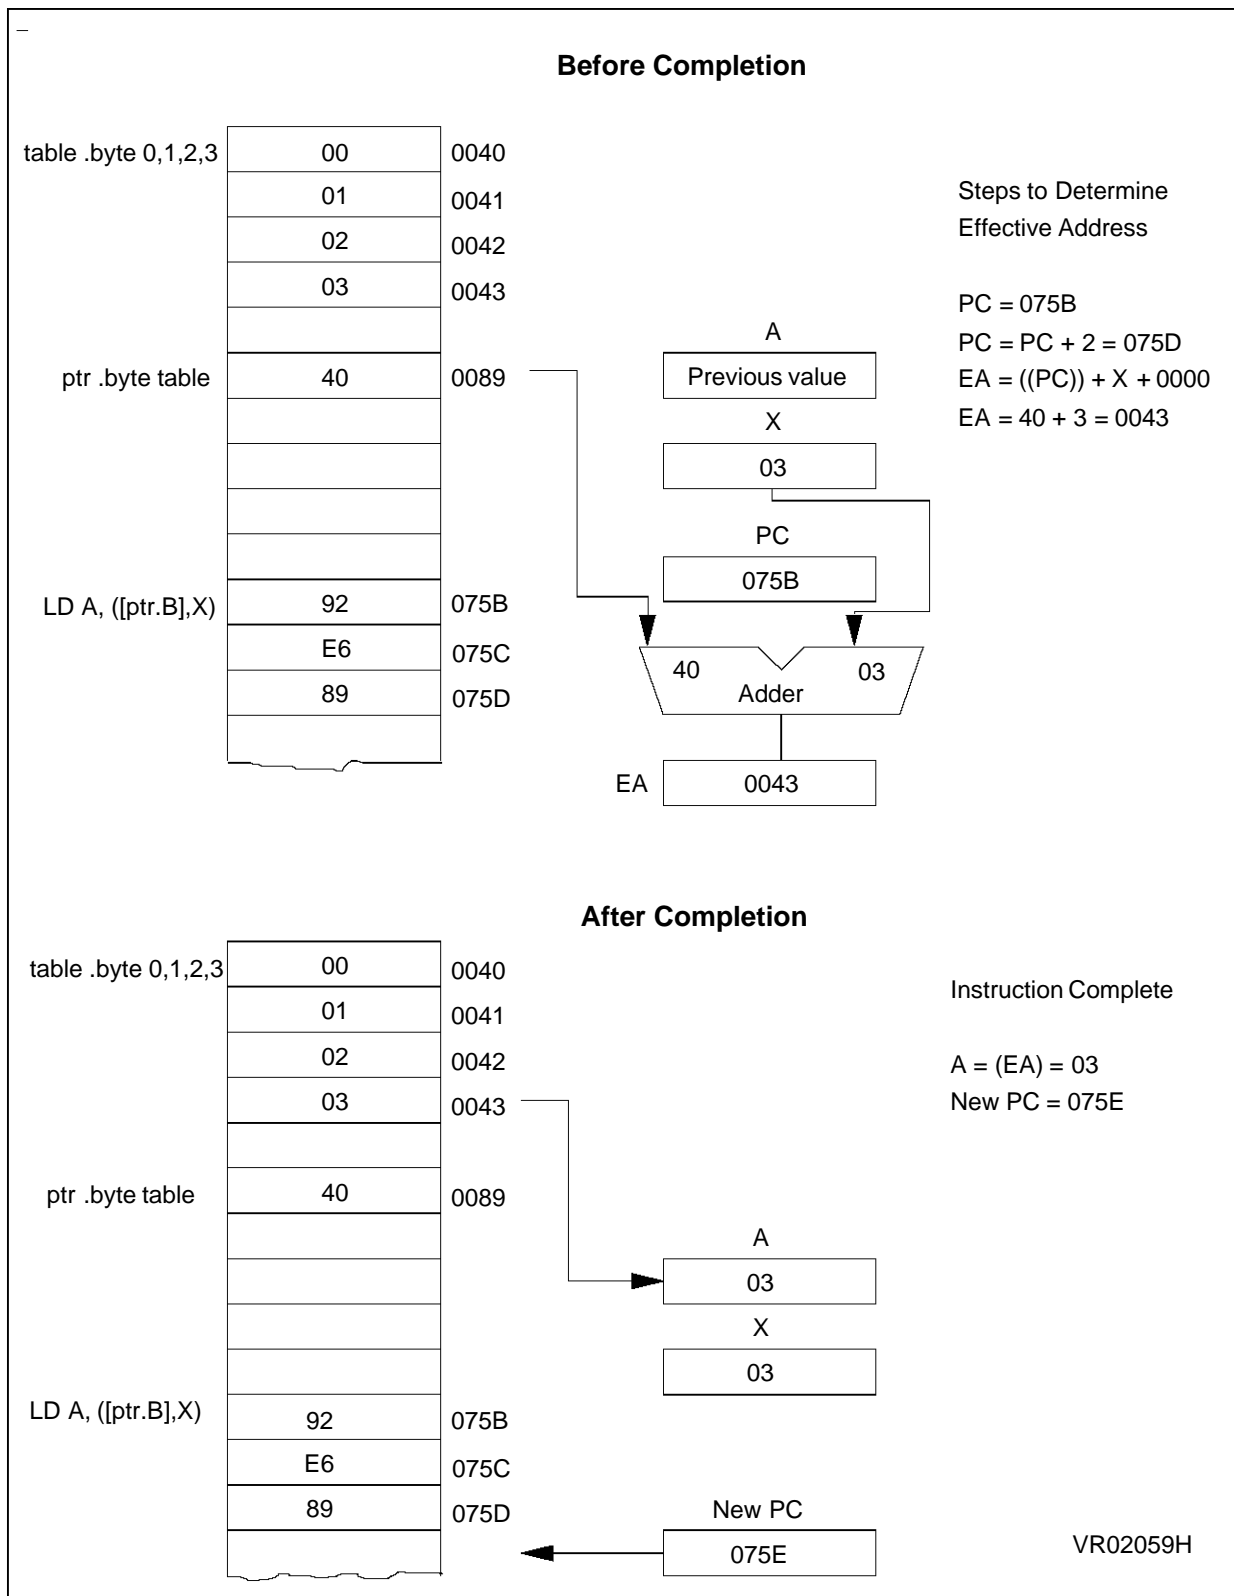 Before Completion
table .byte 0,1,2,3 00 0040
01 0041
02 0042
03 0043
ptr .byte table 40 0089
LD A, ([ptr.B],X) 92 075B
E6 075C
89 075D
A
Previous value
X
03
PC
075B
40 03
Adder
EA 0043
Steps to Determine
Effective Address
PC = 075B
PC = PC + 2 = 075D
EA = ((PC)) + X + 0000
EA = 40 + 3 = 0043
After Completion
table .byte 0,1,2,3 00 0040
01 0041
02 0042
03 0043
ptr .byte table 40 0089
LD A, ([ptr.B],X) 92 075B
E6 075C
89 075D
A
03
X
03
New PC
075E
Instruction Complete
A = (EA) = 03
New PC = 075E
VR02059H